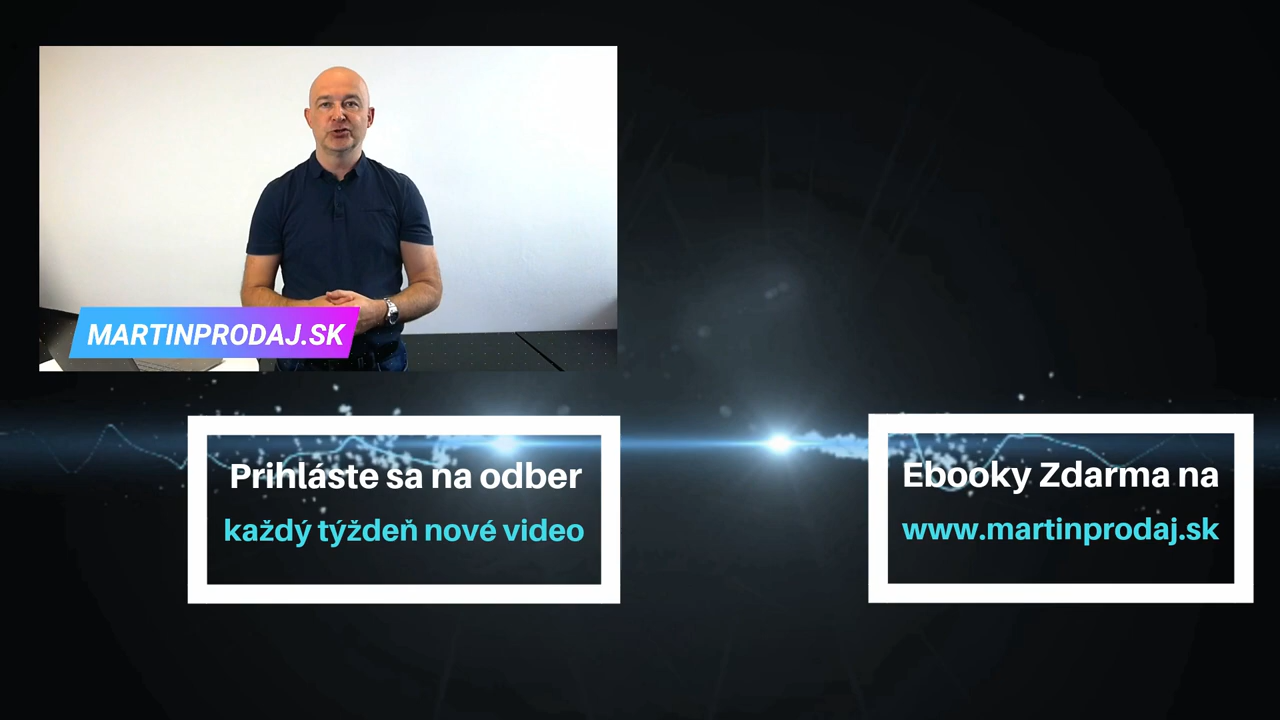 MARTINPRODAJ.SK
Prihláste sa na odber
každý týždeň nové video
Ebooky Zdarma na
www.martinprodaj.sk